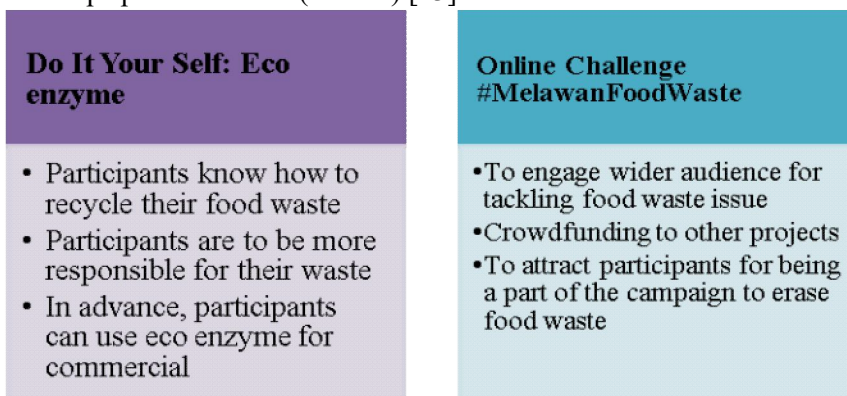 Do It Your Self: Eco
enzyme
• Participants know how to
recycle their food waste
• Participants are to be more
responsible for their waste
• In advance, participants
can use eco enzyme for
commercial
Online Challenge
#MelawanFoodWaste
•To engage wider audience for
tackling food waste issue
•Crowdfunding to other projects
•To attract participants for being
a part of the campaign to erase
food waste